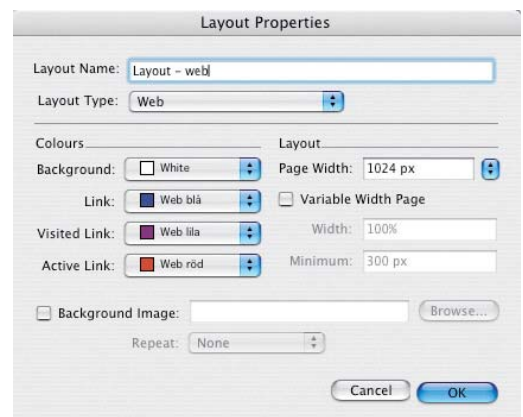 Layout Properties
Layout Name: Layout – web
Layout Type: Web
Colours
Background: White
Link: Web blå
Visited Link: Web lila
Active Link: Web röd
Layout
Page Width: 1024 px
Variable Width Page
Width: 100%
Minimum: 300 px
Background Image: Browse...
Repeat: None
Cancel OK